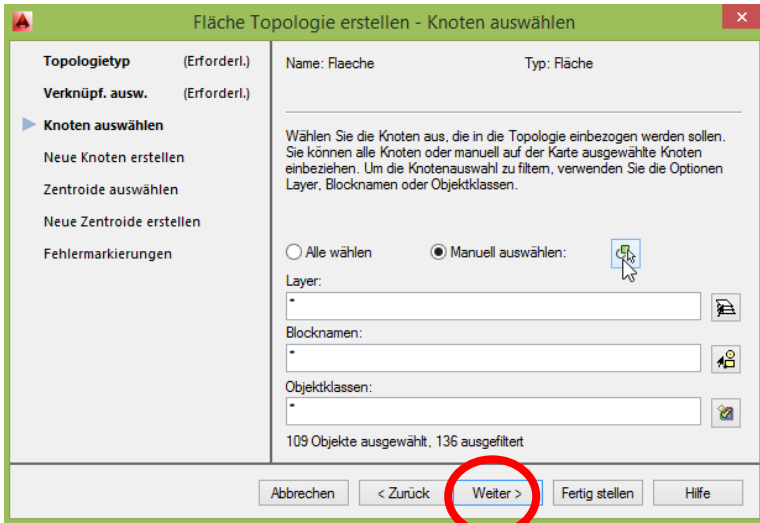 Fläche Topologie erstellen - Knoten auswählen
Topologietyp (Erforderl.)
Verknüpf. ausw. (Erforderl.)
Knoten auswählen
Neue Knoten erstellen
Zentroide auswählen
Neue Zentroide erstellen
Fehlermarkierungen
Name: Flaeche Typ: Fläche
Wählen Sie die Knoten aus, die in die Topologie einbezogen werden sollen.
Sie können alle Knoten oder manuell auf der Karte ausgewählte Knoten
einbeziehen. Um die Knotenauswahl zu filtern, verwenden Sie die Optionen
Layer, Blocknamen oder Objektklassen.
Alle wählen Manuell auswählen:
Layer:
*
Blocknamen:
*
Objektklassen:
*
109 Objekte ausgewählt, 136 ausgefiltert
Abbrechen < Zurück Weiter > Fertig stellen Hilfe